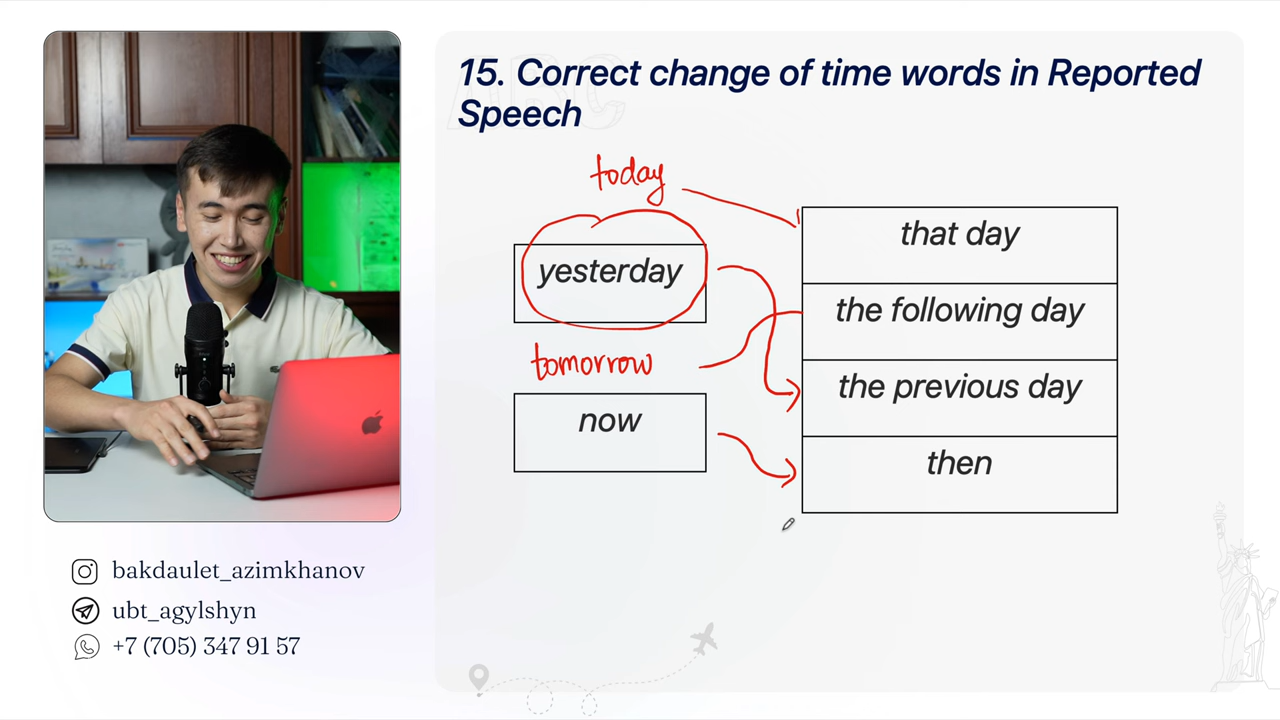 15. Correct change of time words in Reported
Speech
today
that day
yesterday
the following day
tomorrow
the previous day
now
then
bakdaulet_azimkhanov
ubt_agylshyn
+7 (705) 347 91 57
ABC